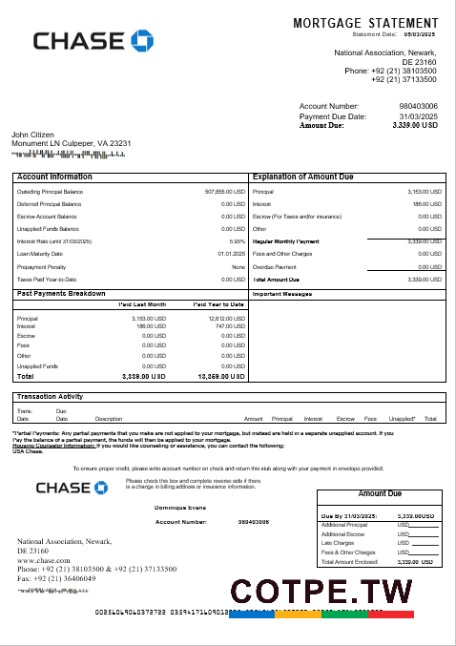 CHASE
MORTGAGE STATEMENT
Statement Date: 05/03/2025
National Association, Newark,
DE 23160
Phone: +92 (21) 38103500
+92 (21) 37133500
Account Number: 980403006
Payment Due Date: 31/03/2025
Amount Due: 3,339.00 USD
John Citizen
Monument LN Culpeper, VA 23231
Account Information
Outsding Principal Balance 507,855.00 USD
Deferred Principal Balance 0.00 USD
Escrow Account Balance 0.00 USD
Unapplied Funds Balance 0.00 USD
Interest Rate (until 31/03/2025)
Loan Maturity Date 01.01.2025
Prepayment Penalty None
Taxes Paid Year-to-Date 0.00 USD
Explanation of Amount Due
Principal 3,153.00 USD
Interest 186.00 USD
Escrow (For Taxes and/or insurance) 0.00 USD
Other 0.00 USD
Regular Monthly Payment 3,339.00 USD
Fees and Other Charges 0.00 USD
Overdue Payment 0.00 USD
Total Amount Due 3,339.00 USD
Past Payments Breakdown
Paid Last Month Paid Year to Date
Principal 3,153.00 USD 12,612.00 USD
Interest 186.00 USD 747.00 USD
Escrow 0.00 USD 0.00 USD
Fees 0.00 USD 0.00 USD
Other 0.00 USD 0.00 USD
Unapplied Funds 0.00 USD 0.00 USD
Total 3,339.00 USD 13,359.00 USD
Important Messages
Transaction Activity
Trans. Due
Date Date Description Amount Principal Interest Escrow Fees Unapplied* Total
*Partial Payments: Any partial payments that you make are not applied to your mortgage, but instead are held in a separate unapplied account. If you
Pay the balance of a partial payment, the funds will then be applied to your mortgage.
Housing Counselor Information: If you would like counseling or assistance, you can contact the following:
USA Chase.
To ensure proper credit, please write account number on check and return this stub along with your payment in envelope provided.
CHASE
Please check this box and complete reverse side if there
is a change in billing address or insurance information.
Dominique Evans
Account Number: 980403006
National Association, Newark,
DE 23160
www.chase.com
Phone: +92 (21) 38103500 & +92 (21) 37133500
Fax: +92 (21) 36406049
Amount Due
Due By 31/03/2025: 3,339.00USD
Additional Principal USD
Additional Escrow USD
Late Charges USD
Fees & Other Charges USD
Total Amount Enclosed 3,339.00 USD
COTPE.TW